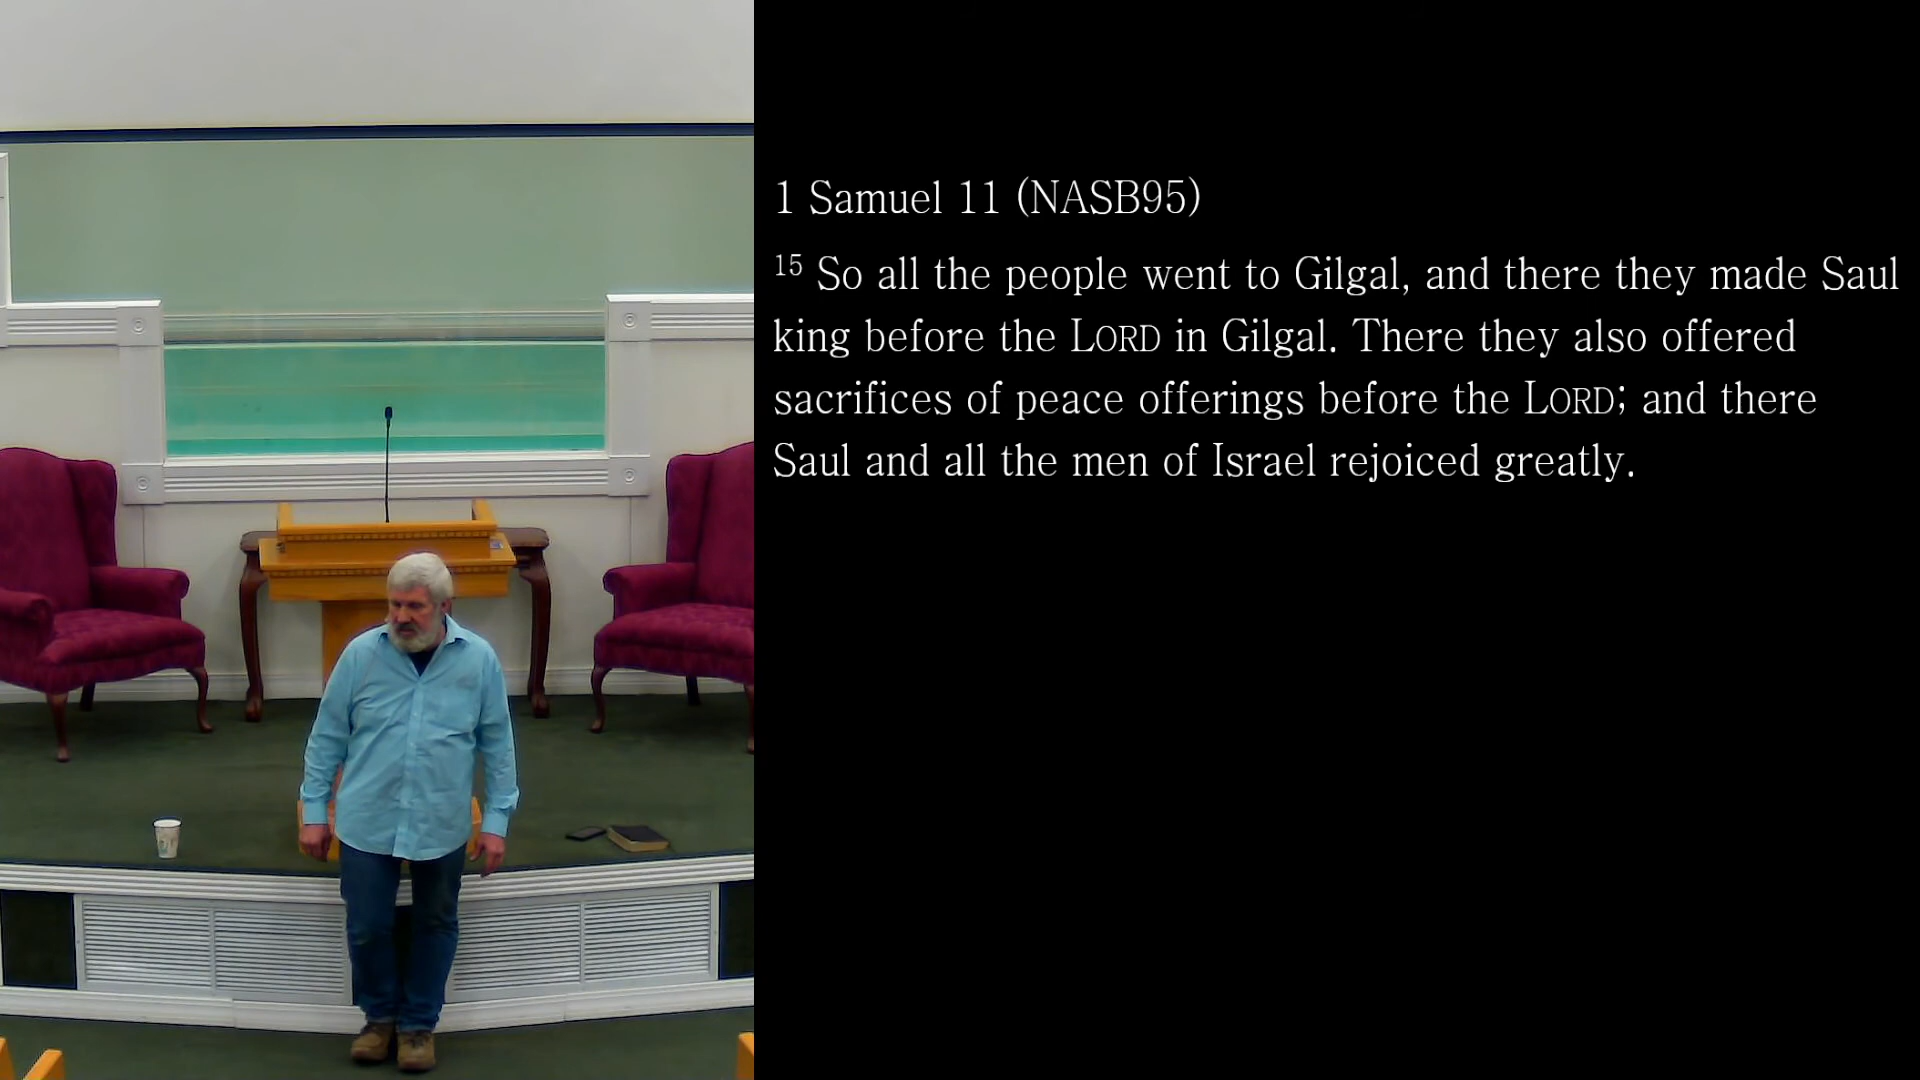 1 Samuel 11 (NASB95)
15 So all the people went to Gilgal, and there they made Saul
king before the LORD in Gilgal. There they also offered
sacrifices of peace offerings before the LORD; and there
Saul and all the men of Israel rejoiced greatly.